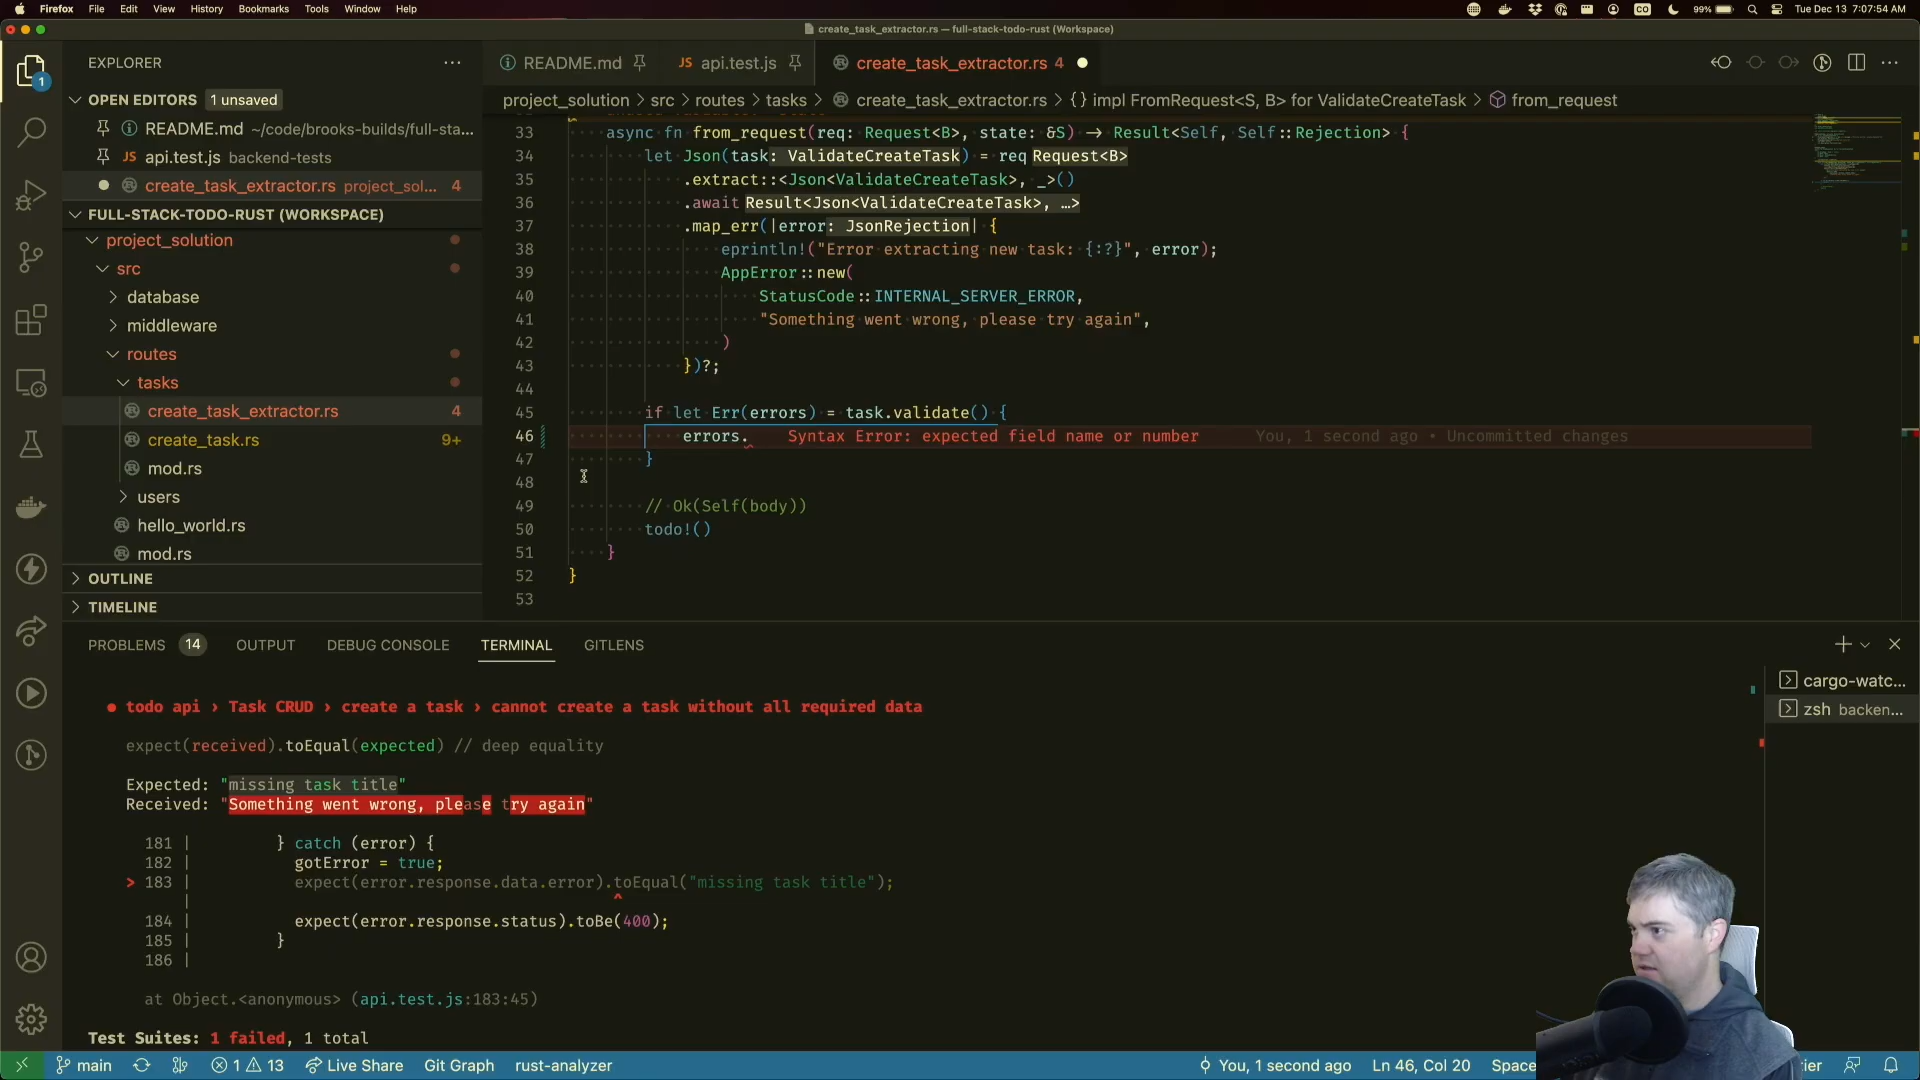 Firefox File Edit View History Bookmarks Tools Window Help
CO 99% Tue Dec 13 7:07:54 AM
create_task_extractor.rs — full-stack-todo-rust (Workspace)
EXPLORER
README.md
JS api.test.js
create_task_extractor.rs 4
1
OPEN EDITORS 1 unsaved
project_solution > src > routes > tasks > create_task_extractor.rs > {} impl FromRequest<S, B> for ValidateCreateTask > from_request
README.md ~/code/brooks-builds/full-sta...
JS api.test.js backend-tests
create_task_extractor.rs project_sol... 4
FULL-STACK-TODO-RUST (WORKSPACE)
project_solution
src
database
middleware
routes
tasks
create_task_extractor.rs 4
create_task.rs 9+
mod.rs
users
hello_world.rs
mod.rs
OUTLINE
TIMELINE
33 async fn from_request(req: Request<B>, state: &S) → Result<Self, Self::Rejection> {
34 let Json(task: ValidateCreateTask) = req Request<B>
35 .extract::<Json<ValidateCreateTask>, _>()
36 .await Result<Json<ValidateCreateTask>, …>
37 .map_err(|error: JsonRejection| {
38 eprintln!("Error extracting new task: {:?}", error);
39 AppError::new(
40 StatusCode::INTERNAL_SERVER_ERROR,
41 "Something went wrong, please try again",
42 )
43 })?;
44
45 if let Err(errors) = task.validate() {
46 errors. Syntax Error: expected field name or number You, 1 second ago • Uncommitted changes
47 }
48
49 // Ok(Self(body))
50 todo!()
51 }
52 }
53
PROBLEMS 14 OUTPUT DEBUG CONSOLE TERMINAL GITLENS
cargo-watc...
zsh backen...
● todo api › Task CRUD › create a task › cannot create a task without all required data
expect(received).toEqual(expected) // deep equality
Expected: "missing task title"
Received: "Something went wrong, please try again"
181 | } catch (error) {
182 | gotError = true;
> 183 | expect(error.response.data.error).toEqual("missing task title");
| ^
184 | expect(error.response.status).toBe(400);
185 | }
186 |
at Object.<anonymous> (api.test.js:183:45)
Test Suites: 1 failed, 1 total
main 1 13 Live Share Git Graph rust-analyzer You, 1 second ago Ln 46, Col 20